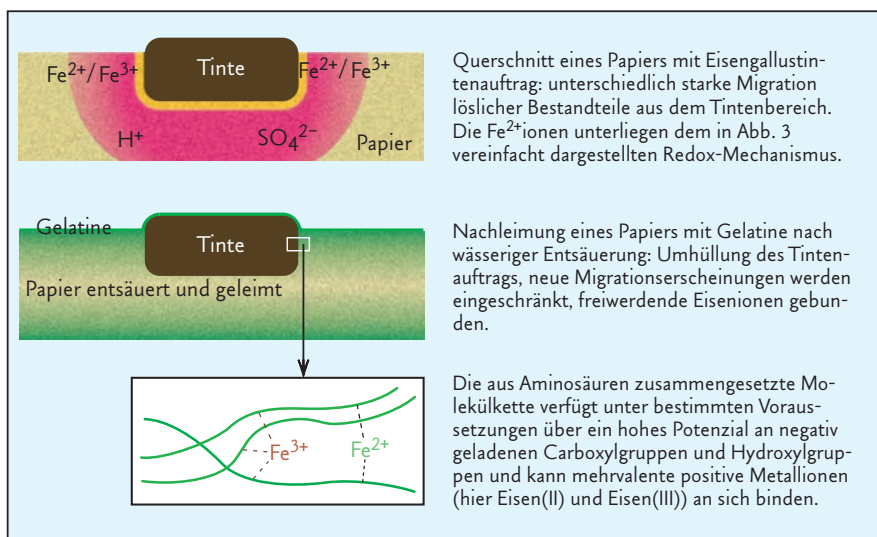 Fe2+/Fe3+
Tinte
Fe2+/Fe3+
H+
SO42–
Papier
Querschnitt eines Papiers mit Eisengallustin-
tenauftrag: unterschiedlich starke Migration
löslicher Bestandteile aus dem Tintenbereich.
Die Fe2+ionen unterliegen dem in Abb. 3
vereinfacht dargestellten Redox-Mechanismus.
Gelatine
Tinte
Papier entsäuert und geleimt
Nachleimung eines Papiers mit Gelatine nach
wässeriger Entsäuerung: Umhüllung des Tinten-
auftrags, neue Migrationserscheinungen werden
eingeschränkt, freiwerdende Eisenionen gebun-
den.
Fe3+
Fe2+
Die aus Aminosäuren zusammengesetzte Mo-
lekülkette verfügt unter bestimmten Voraus-
setzungen über ein hohes Potenzial an negativ
geladenen Carboxylgruppen und Hydroxylgrup-
pen und kann mehrvalente positive Metallionen
(hier Eisen(II) und Eisen(III)) an sich binden.